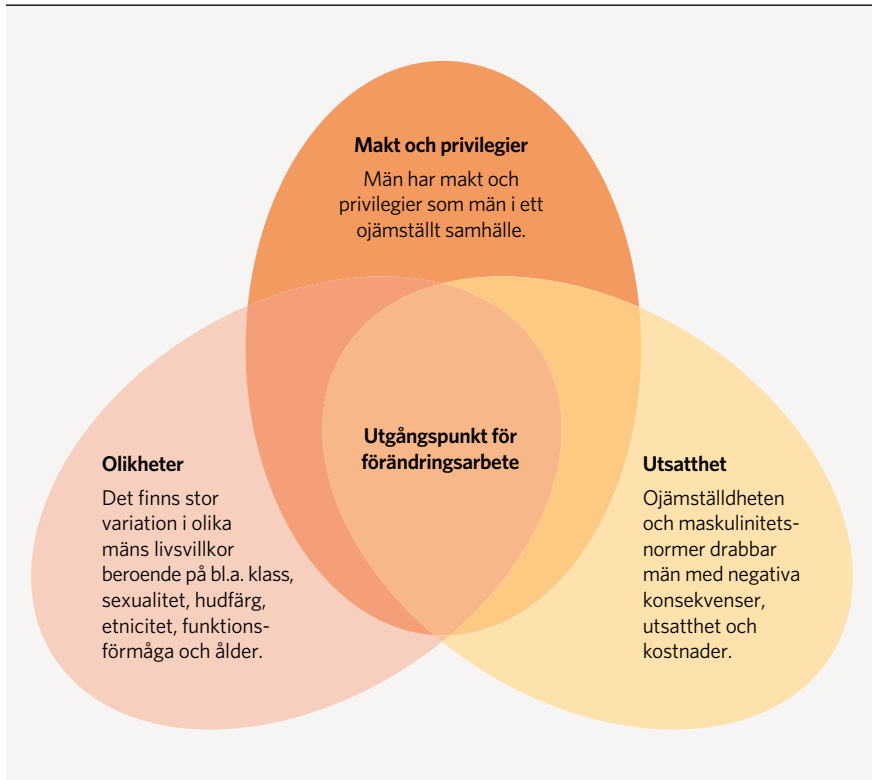 Makt och privilegier
Män har makt och
privilegier som män i ett
ojämställt samhälle.
Utgångspunkt för
förändringsarbete
Olikheter
Det finns stor
variation i olika
mäns livsvillkor
beroende på bl.a. klass,
sexualitet, hudfärg,
etnicitet, funktions-
förmåga och ålder.
Utsatthet
Ojämställdheten
och maskulinitets-
normer drabbar
män med negativa
konsekvenser,
utsatthet och
kostnader.